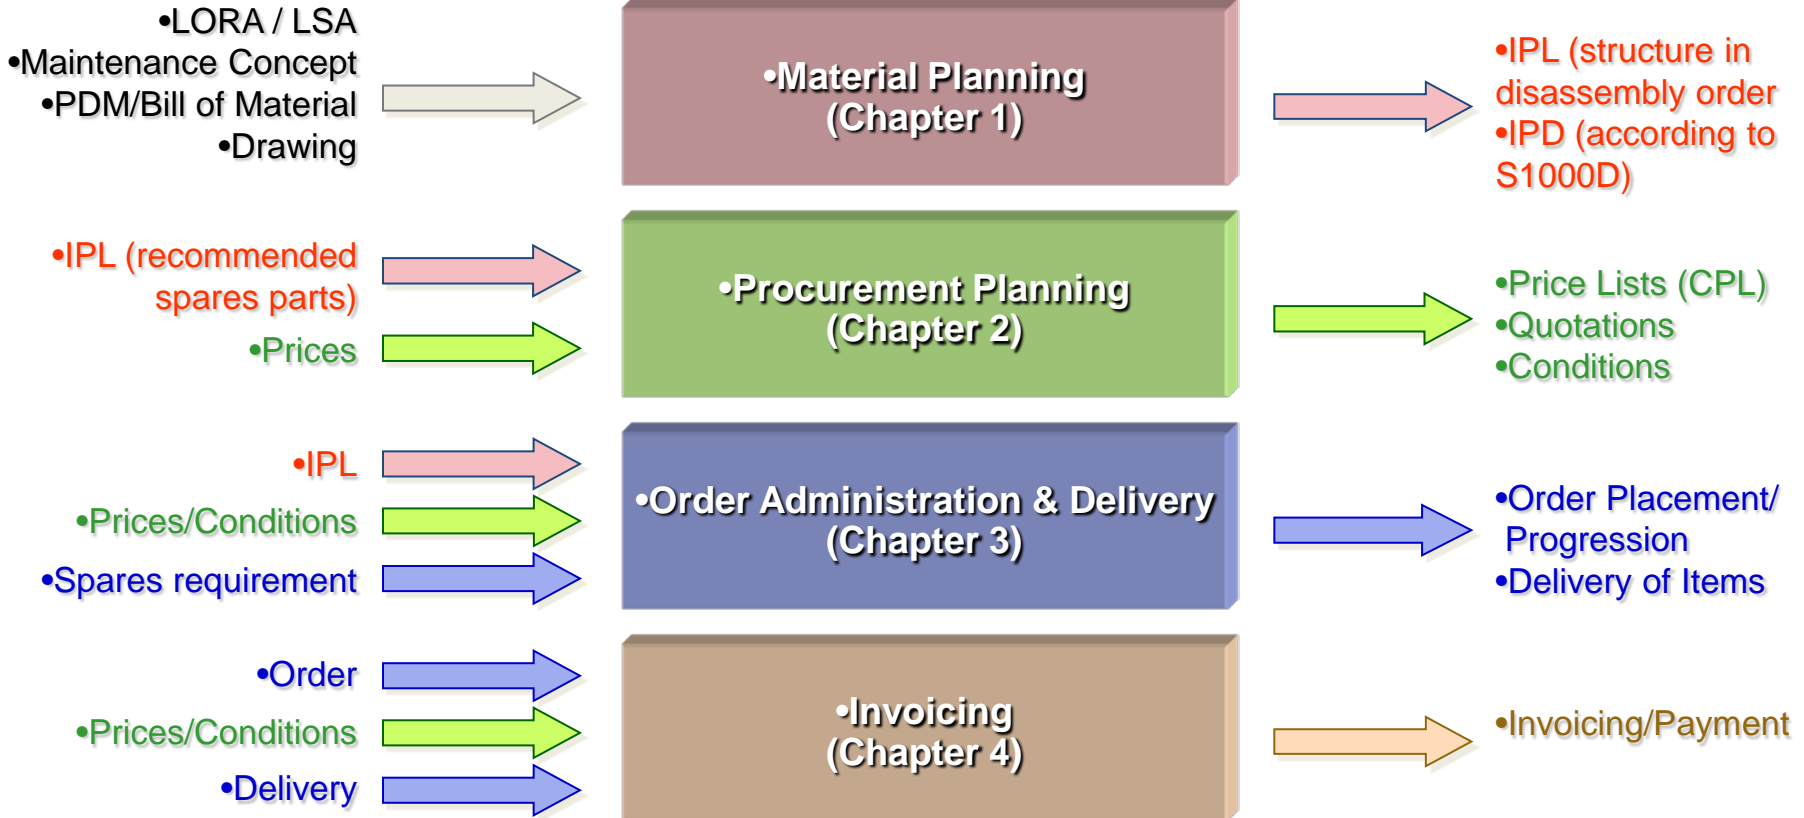 •LORA / LSA
•Maintenance Concept
•PDM/Bill of Material
•Drawing
•Material Planning
(Chapter 1)
•IPL (structure in
disassembly order
•IPD (according to
S1000D)
•IPL (recommended
spares parts)
•Prices
•Procurement Planning
(Chapter 2)
•Price Lists (CPL)
•Quotations
•Conditions
•IPL
•Prices/Conditions
•Spares requirement
•Order Administration & Delivery
(Chapter 3)
•Order Placement/
Progression
•Delivery of Items
•Order
•Prices/Conditions
•Delivery
•Invoicing
(Chapter 4)
•Invoicing/Payment